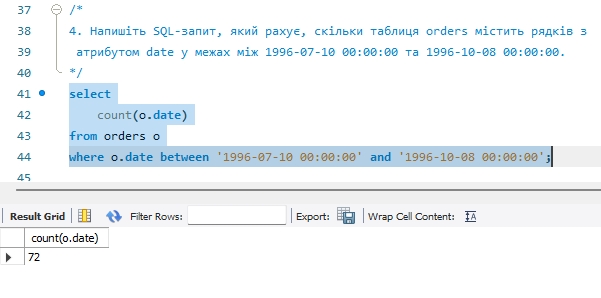 37 /*
38 4. Напишіть SQL-запит, який рахує, скільки таблиця orders містить рядків з
39 атрибутом date у межах між 1996-07-10 00:00:00 та 1996-10-08 00:00:00.
40 */
41 select
42 count(o.date)
43 from orders o
44 where o.date between '1996-07-10 00:00:00' and '1996-10-08 00:00:00';
45
Result Grid Filter Rows: Export: Wrap Cell Content:
count(o.date)
72